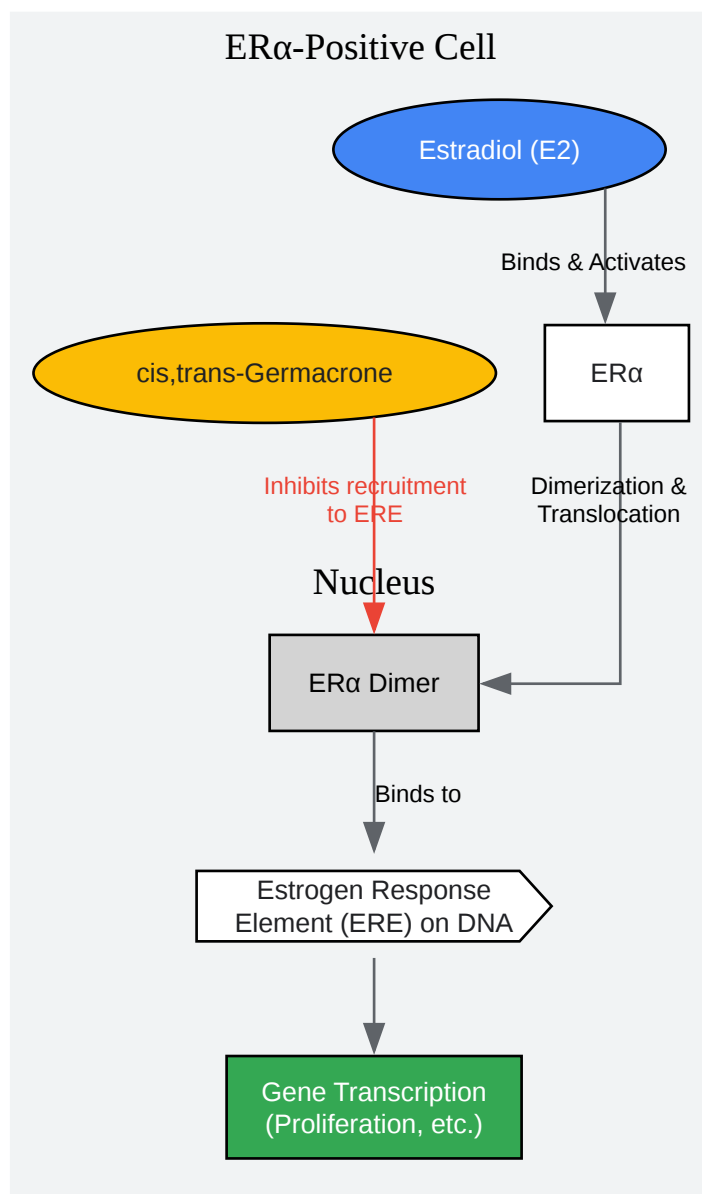 ERα-Positive Cell
Estradiol (E2)
Binds & Activates
cis,trans-Germacrone
ERα
Inhibits recruitment
to ERE
Dimerization &
Translocation
Nucleus
ERα Dimer
Binds to
Estrogen Response
Element (ERE) on DNA
Gene Transcription
(Proliferation, etc.)